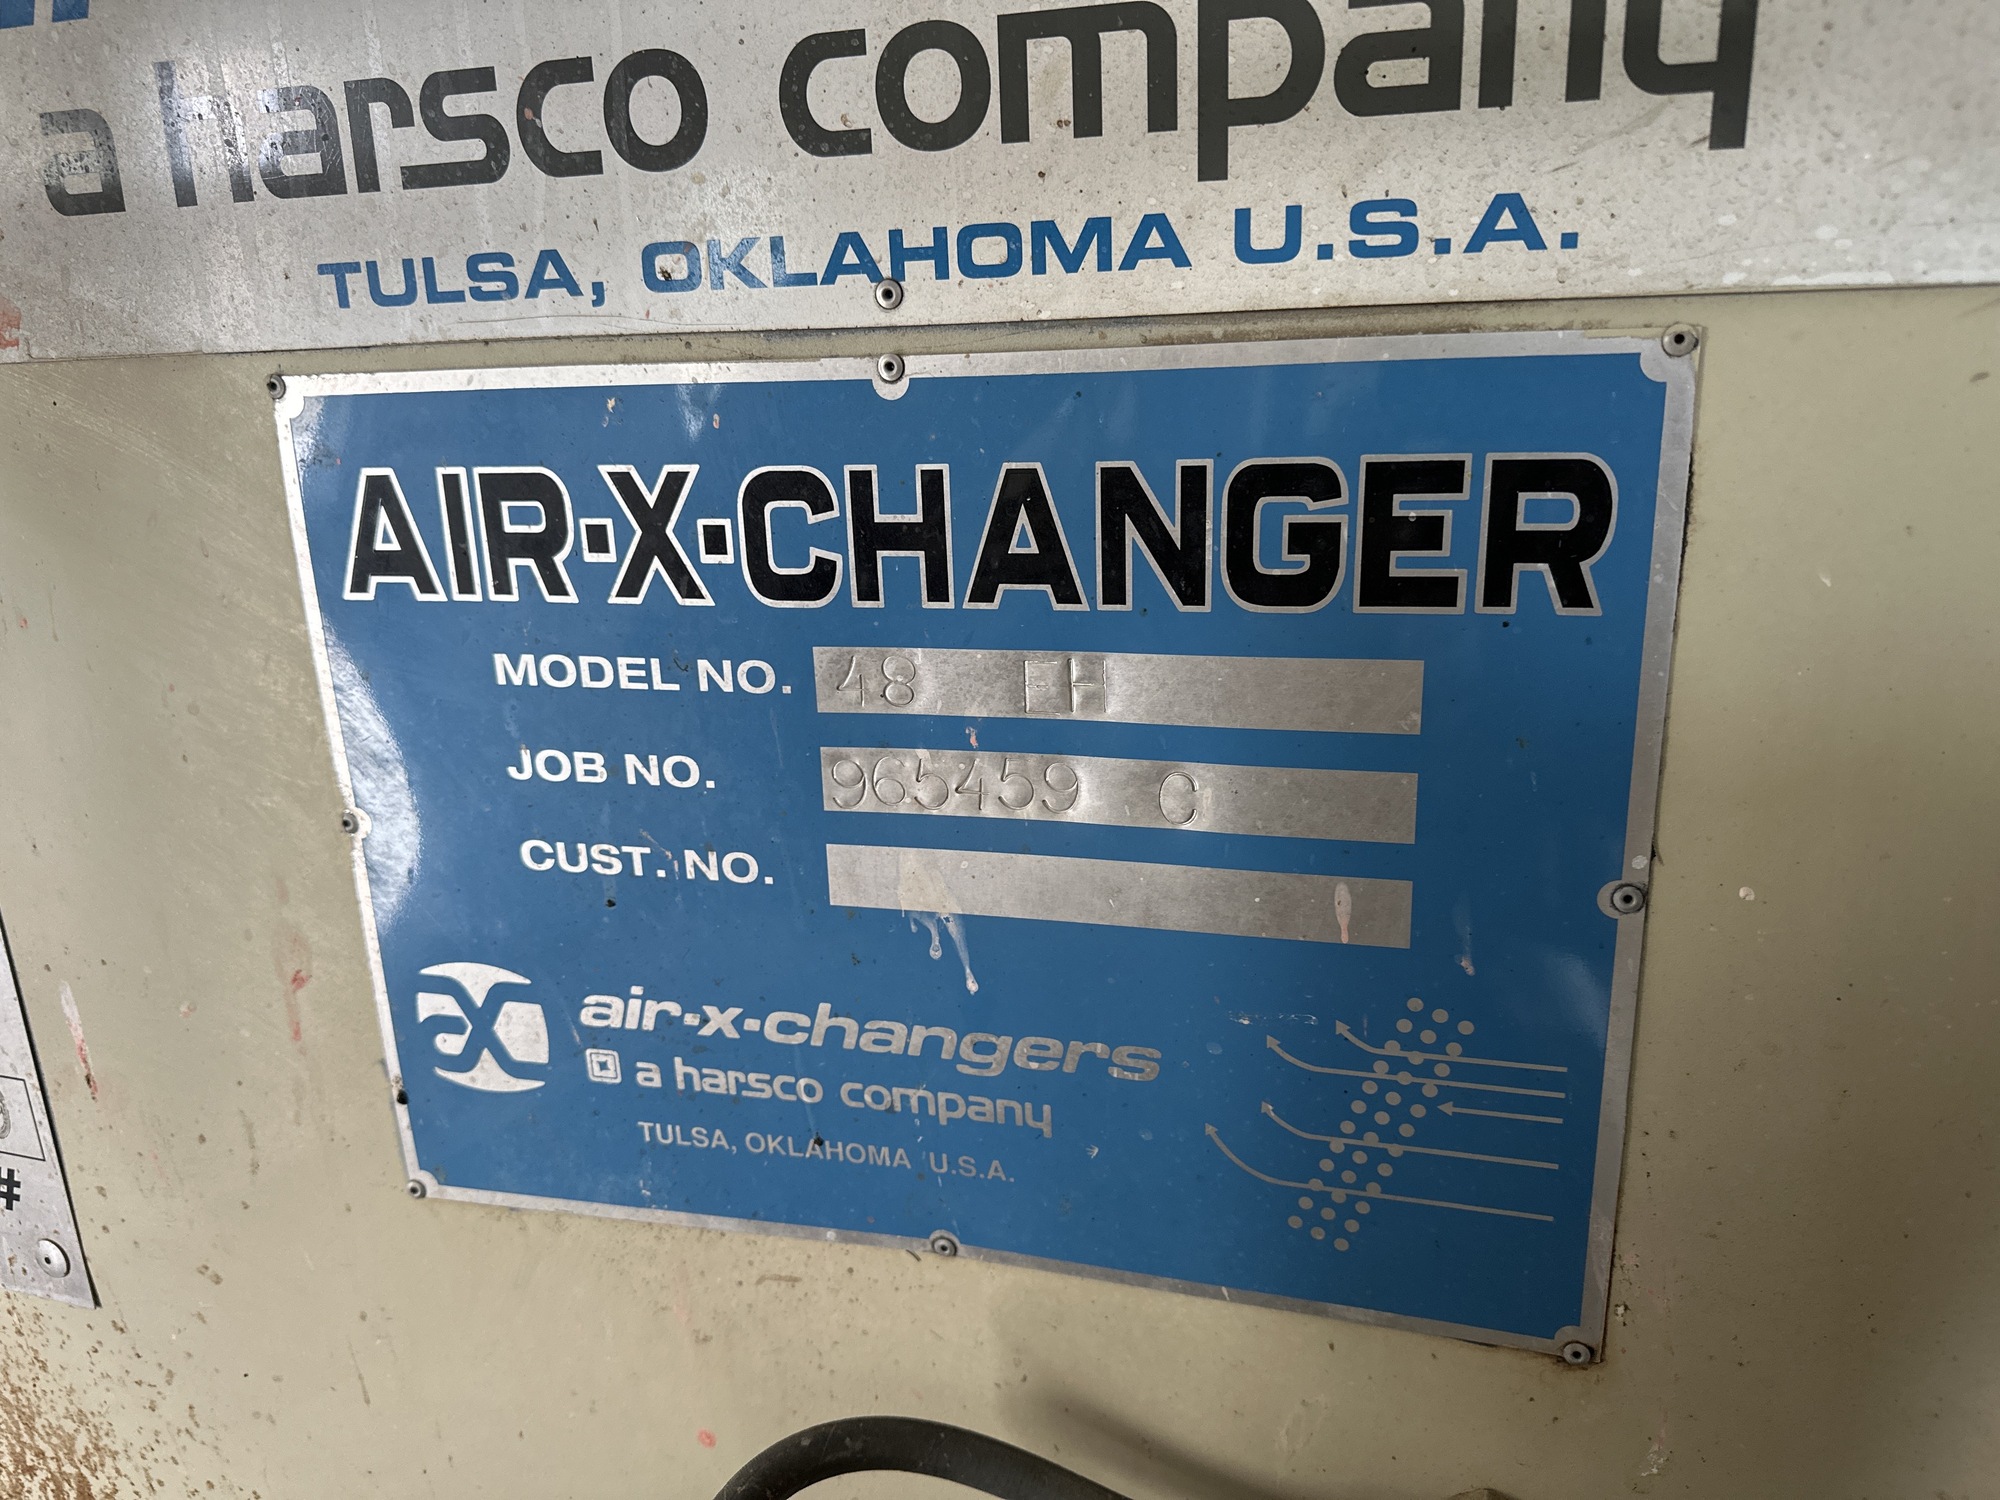 a harsco company
TULSA, OKLAHOMA U.S.A.
AIR·X·CHANGER
MODEL NO. 48 EH
JOB NO. 965459 C
CUST. NO.
aX air·x·changers
a harsco company
TULSA, OKLAHOMA U.S.A.
#